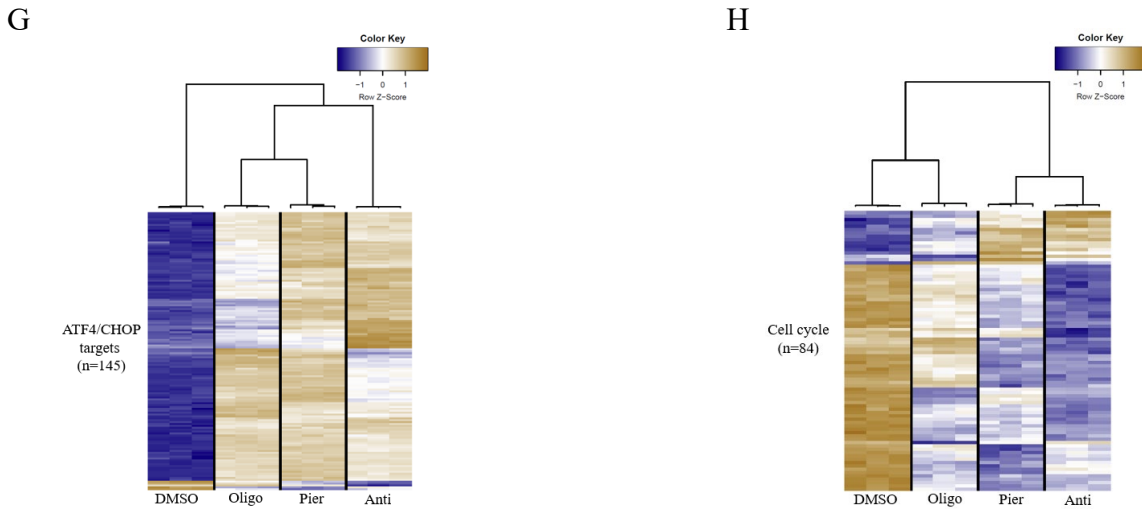 G
Color Key
−1 0 1
Row Z−Score
ATF4/CHOP
targets
(n=145)
DMSO Oligo Pier Anti
H
Color Key
−1 0 1
Row Z−Score
Cell cycle
(n=84)
DMSO Oligo Pier Anti